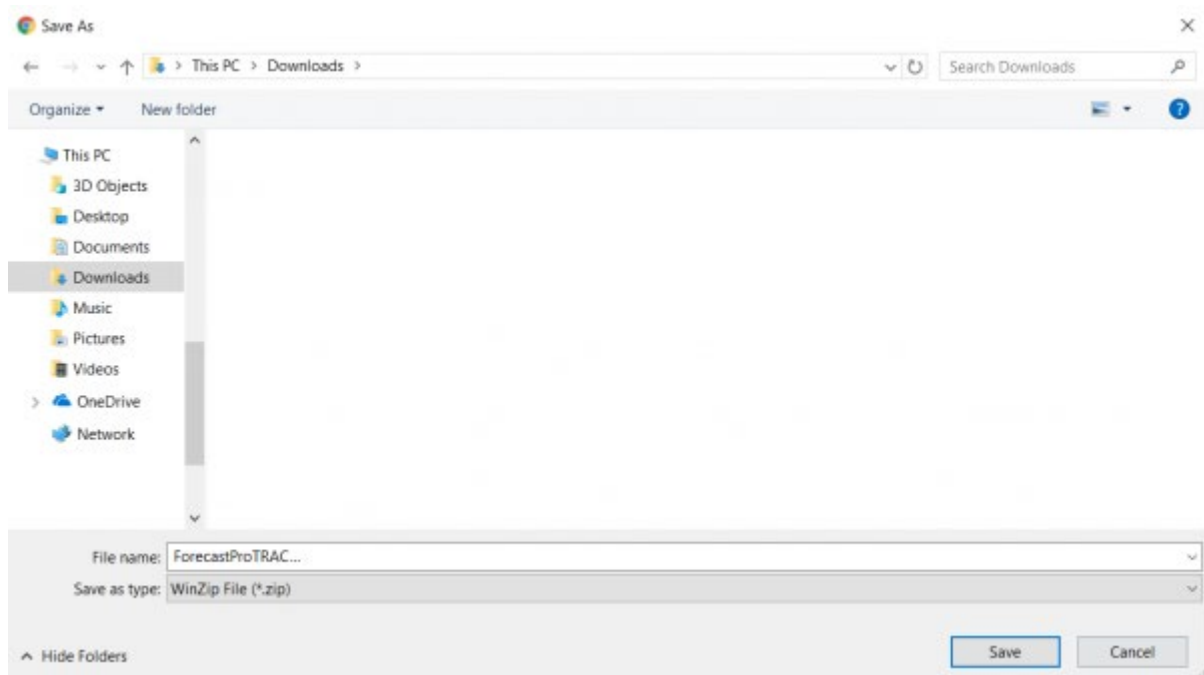 Save As
This PC > Downloads >
Search Downloads
Organize
New folder
?
This PC
3D Objects
Desktop
Documents
Downloads
Music
Pictures
Videos
> OneDrive
Network
File name: ForecastProTRAC...
Save as type: WinZip File (*.zip)
Hide Folders
Save
Cancel